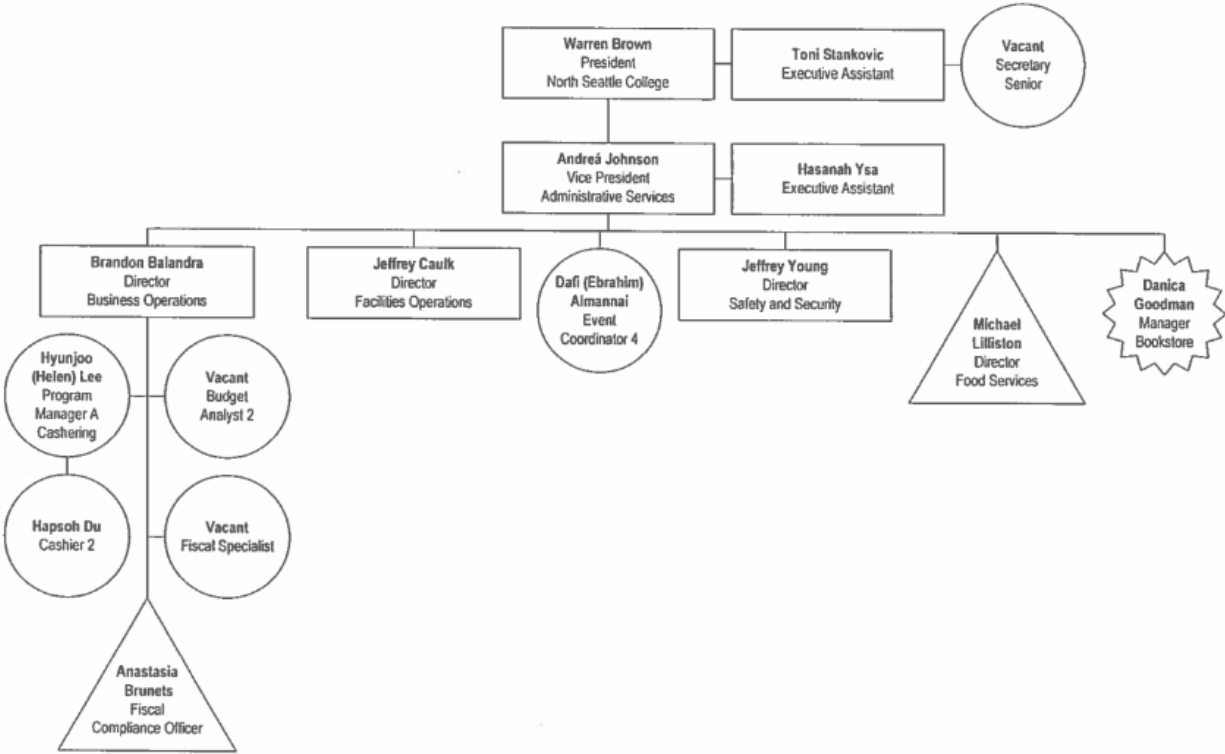 Warren Brown
President
North Seattle College
Toni Stankovic
Executive Assistant
Vacant
Secretary
Senior
Andreá Johnson
Vice President
Administrative Services
Hasanah Ysa
Executive Assistant
Brandon Balandra
Director
Business Operations
Jeffrey Caulk
Director
Facilities Operations
Dafi (Ebrahim)
Almannai
Event
Coordinator 4
Jeffrey Young
Director
Safety and Security
Michael
Lilliston
Director
Food Services
Danica
Goodman
Manager
Bookstore
Hyunjoo
(Helen) Lee
Program
Manager A
Cashering
Vacant
Budget
Analyst 2
Hapsoh Du
Cashier 2
Vacant
Fiscal Specialist
Anastasia
Brunets
Fiscal
Compliance Officer